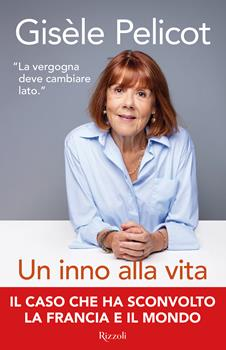 Gisèle Pelicot
“La vergogna
deve cambiare
lato.”
Un inno alla vita
IL CASO CHE HA SCONVOLTO
LA FRANCIA E IL MONDO
Rizzoli